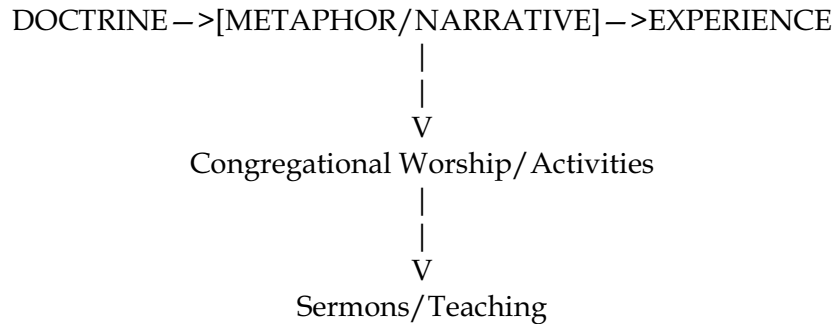 DOCTRINE—>[METAPHOR/NARRATIVE]—>EXPERIENCE
|
|
V
Congregational Worship/Activities
|
|
V
Sermons/Teaching